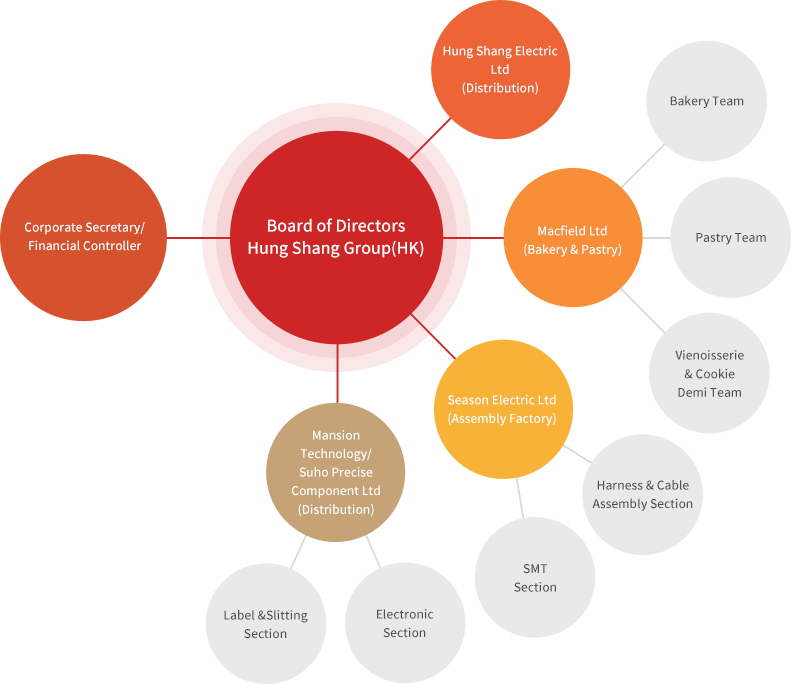 Hung Shang Electric
Ltd
(Distribution)
Bakery Team
Corporate Secretary/
Financial Controller
Board of Directors
Hung Shang Group(HK)
Macfield Ltd
(Bakery & Pastry)
Pastry Team
Vienoisserie
& Cookie
Demi Team
Season Electric Ltd
(Assembly Factory)
Mansion
Technology/
Suho Precise
Component Ltd
(Distribution)
Harness & Cable
Assembly Section
SMT
Section
Label &Slitting
Section
Electronic
Section